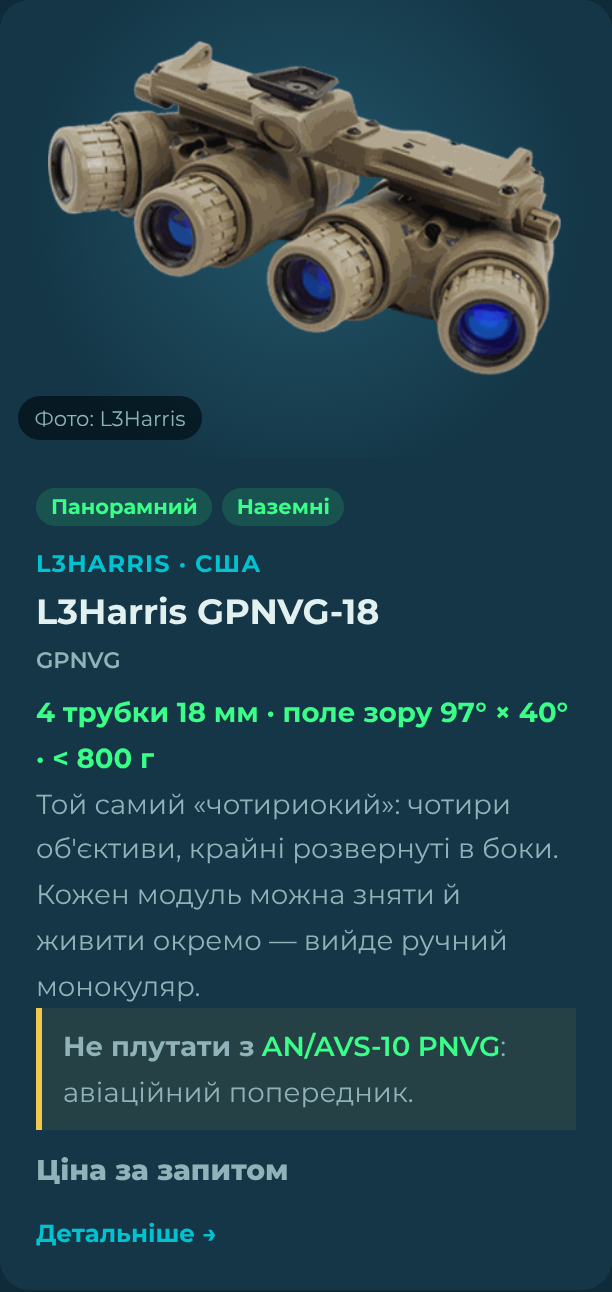 Фото: L3Harris
Панорамний
Наземні
L3HARRIS · США
L3Harris GPNVG-18
GPNVG
4 трубки 18 мм · поле зору 97° × 40°
· < 800 г
Той самий «чотириокий»: чотири
об'єктиви, крайні розвернуті в боки.
Кожен модуль можна зняти й
живити окремо — вийде ручний
монокуляр.
Не плутати з AN/AVS-10 PNVG:
авіаційний попередник.
Ціна за запитом
Детальніше →